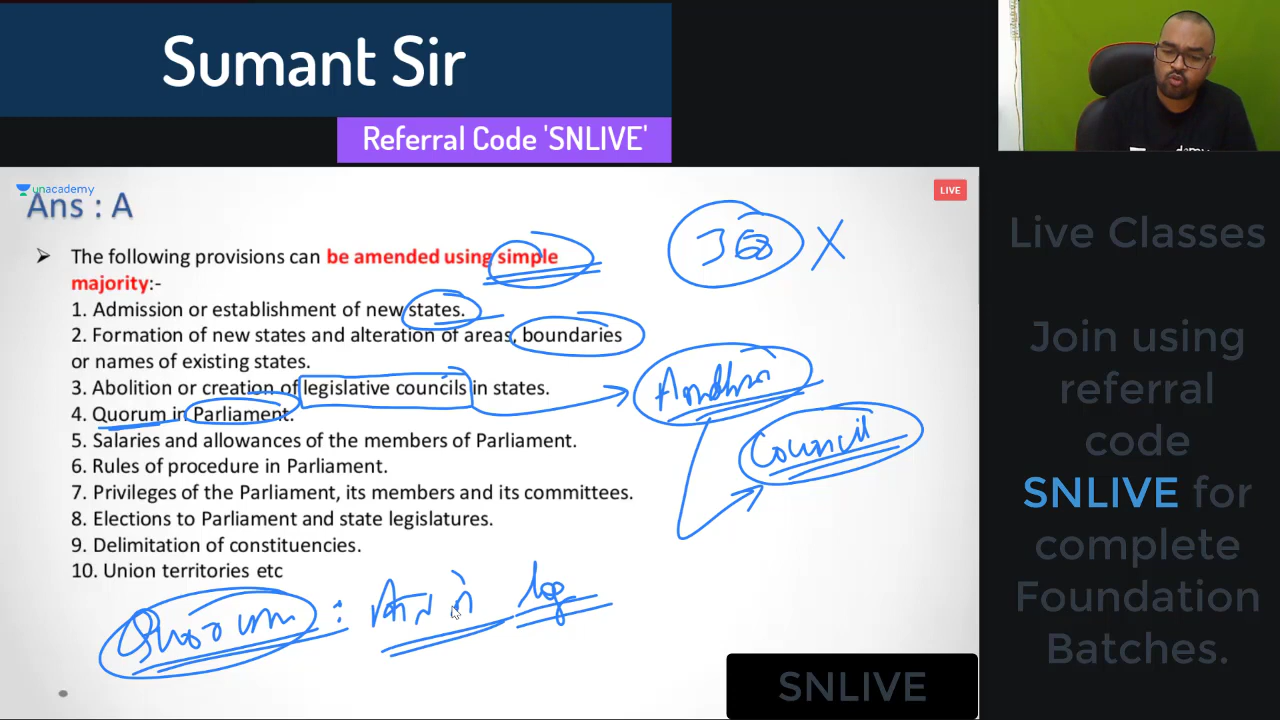 Sumant Sir
Referral Code 'SNLIVE'
unacademy
LIVE
Ans : A
368 X
➤ The following provisions can be amended using simple
majority:-
1. Admission or establishment of new states.
2. Formation of new states and alteration of areas, boundaries
or names of existing states.
3. Abolition or creation of legislative councils in states.
Andhra
4. Quorum in Parliament.
Council
5. Salaries and allowances of the members of Parliament.
6. Rules of procedure in Parliament.
7. Privileges of the Parliament, its members and its committees.
8. Elections to Parliament and state legislatures.
9. Delimitation of constituencies.
10. Union territories etc
Quorum :
Live Classes
Join using
referral
code
SNLIVE for
complete
Foundation
Batches.
SNLIVE